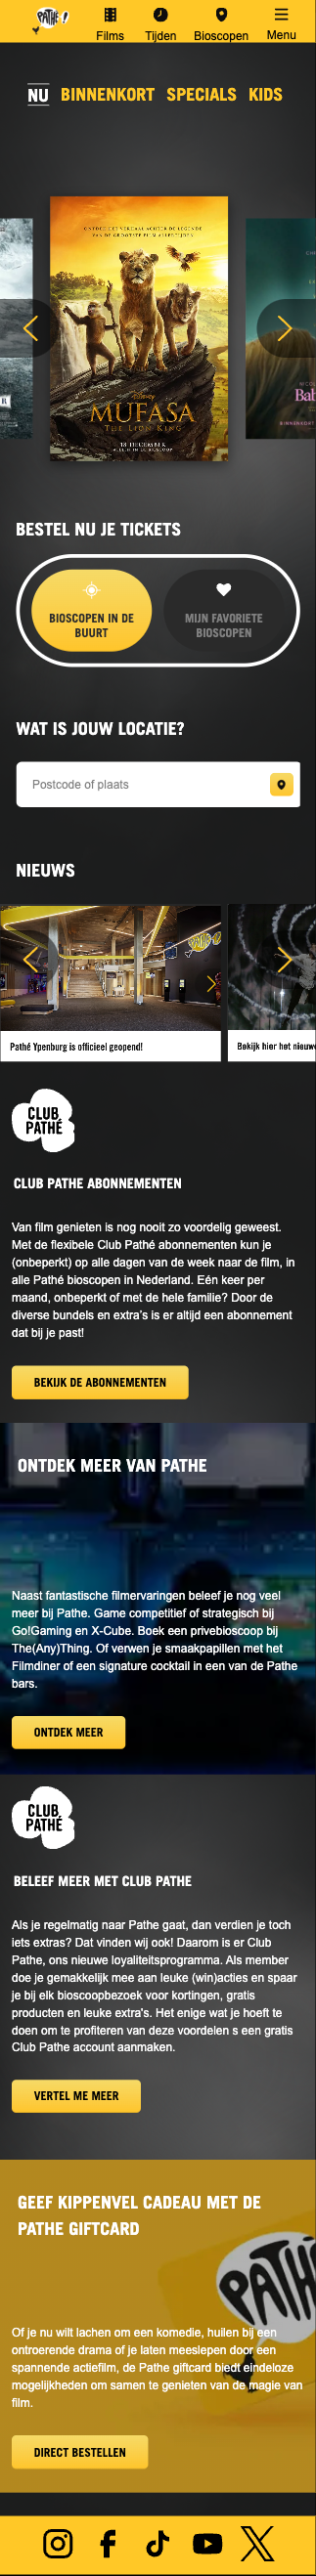 PATHÉ!
Films Tijden Bioscopen Menu
NU BINNENKORT SPECIALS KIDS
DISNEY
MUFASA
THE LION KING
18 DECEMBER
Bab
BINNENKORT
BESTEL NU JE TICKETS
BIOSCOPEN IN DE
BUURT
MIJN FAVORIETE
BIOSCOPEN
WAT IS JOUW LOCATIE?
Postcode of plaats
NIEUWS
Pathé Ypenburg is officieel geopend!
Bekijk hier het nieuwe
CLUB
PATHÉ
CLUB PATHE ABONNEMENTEN
Van film genieten is nog nooit zo voordelig geweest.
Met de flexibele Club Pathé abonnementen kun je
(onbeperkt) op alle dagen van de week naar de film, in
alle Pathé bioscopen in Nederland. Eén keer per
maand, onbeperkt of met de hele familie? Door de
diverse bundels en extra's is er altijd een abonnement
dat bij je past!
BEKIJK DE ABONNEMENTEN
ONTDEK MEER VAN PATHE
Naast fantastische filmervaringen beleef je nog veel
meer bij Pathe. Game competitief of strategisch bij
Go!Gaming en X-Cube. Boek een privebioscoop bij
The(Any)Thing. Of verwen je smaakpapillen met het
Filmdiner of een signature cocktail in een van de Pathe
bars.
ONTDEK MEER
CLUB
PATHÉ
BELEEF MEER MET CLUB PATHE
Als je regelmatig naar Pathe gaat, dan verdien je toch
iets extras? Dat vinden wij ook! Daarom is er Club
Pathe, ons nieuwe loyaliteitsprogramma. Als member
doe je gemakkelijk mee aan leuke (win)acties en spaar
je bij elk bioscoopbezoek voor kortingen, gratis
producten en leuke extra's. Het enige wat je hoeft te
doen om te profiteren van deze voordelen s een gratis
Club Pathe account aanmaken.
VERTEL ME MEER
GEEF KIPPENVEL CADEAU MET DE
PATHE GIFTCARD
PATHÉ
Of je nu wilt lachen om een komedie, huilen bij een
ontroerende drama of je laten meeslepen door een
spannende actiefilm, de Pathe giftcard biedt eindeloze
mogelijkheden om samen te genieten van de magie van
film.
DIRECT BESTELLEN